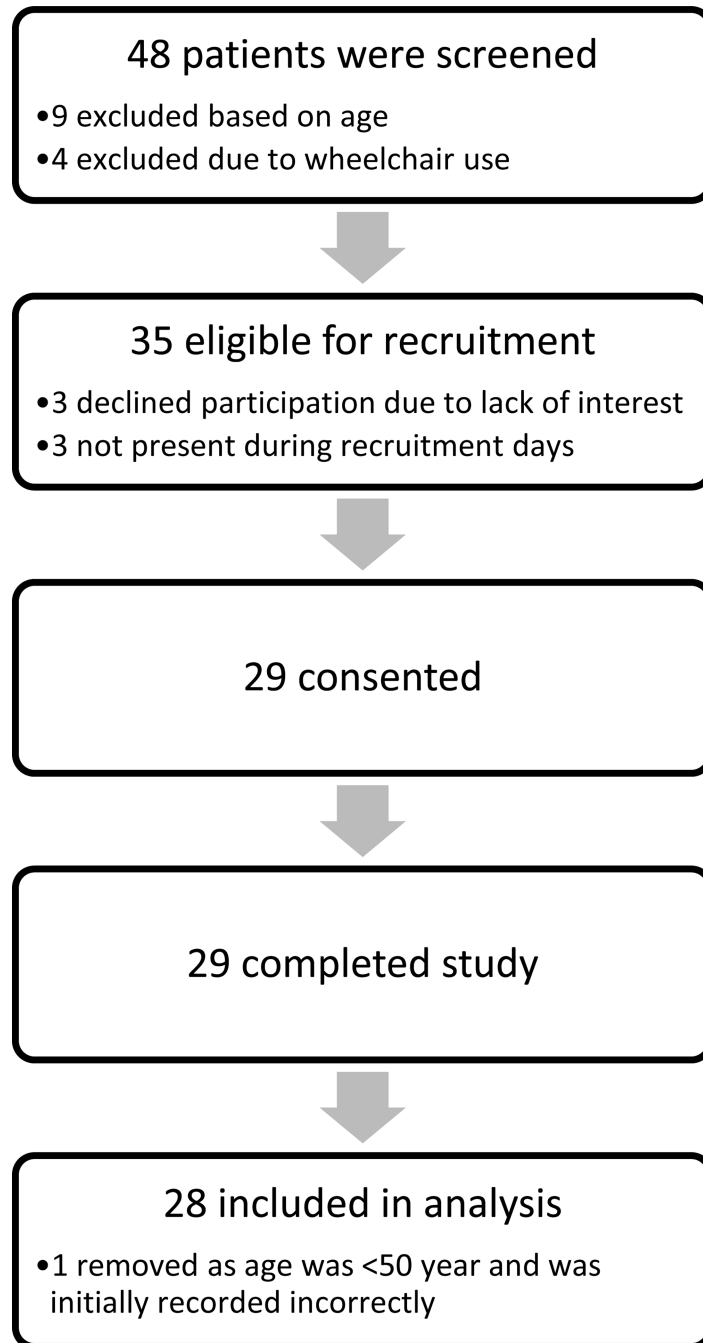 48 patients were screened
•9 excluded based on age
•4 excluded due to wheelchair use
35 eligible for recruitment
•3 declined participation due to lack of interest
•3 not present during recruitment days
29 consented
29 completed study
28 included in analysis
•1 removed as age was <50 year and was
initially recorded incorrectly